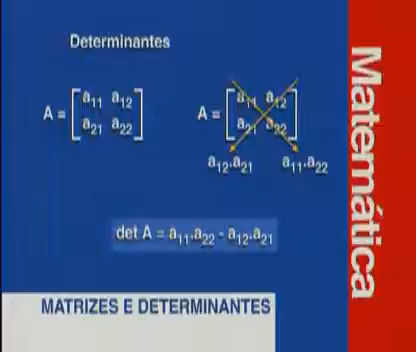 Determinantes
A = [a₁₁ a₁₂
a₂₁ a₂₂]
A = [a₁₁ a₁₂
a₂₁ a₂₂]
a₁₂.a₂₁ a₁₁.a₂₂
det A = a₁₁.a₂₂ - a₁₂.a₂₁
MATRIZES E DETERMINANTES
Matemática